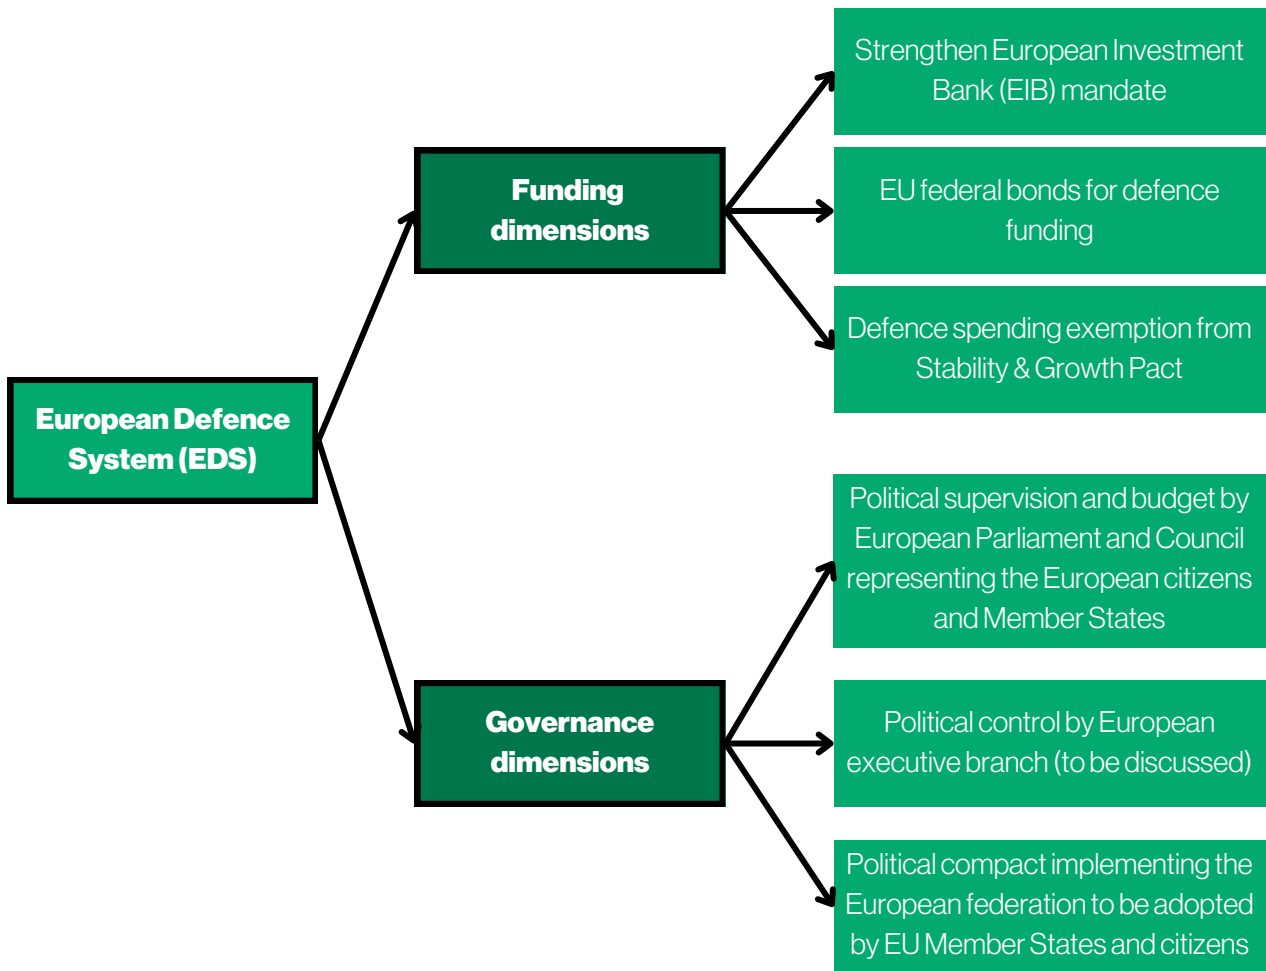 European Defence
System (EDS)
Funding
dimensions
Strengthen European Investment
Bank (EIB) mandate
EU federal bonds for defence
funding
Defence spending exemption from
Stability & Growth Pact
Governance
dimensions
Political supervision and budget by
European Parliament and Council
representing the European citizens
and Member States
Political control by European
executive branch (to be discussed)
Political compact implementing the
European federation to be adopted
by EU Member States and citizens